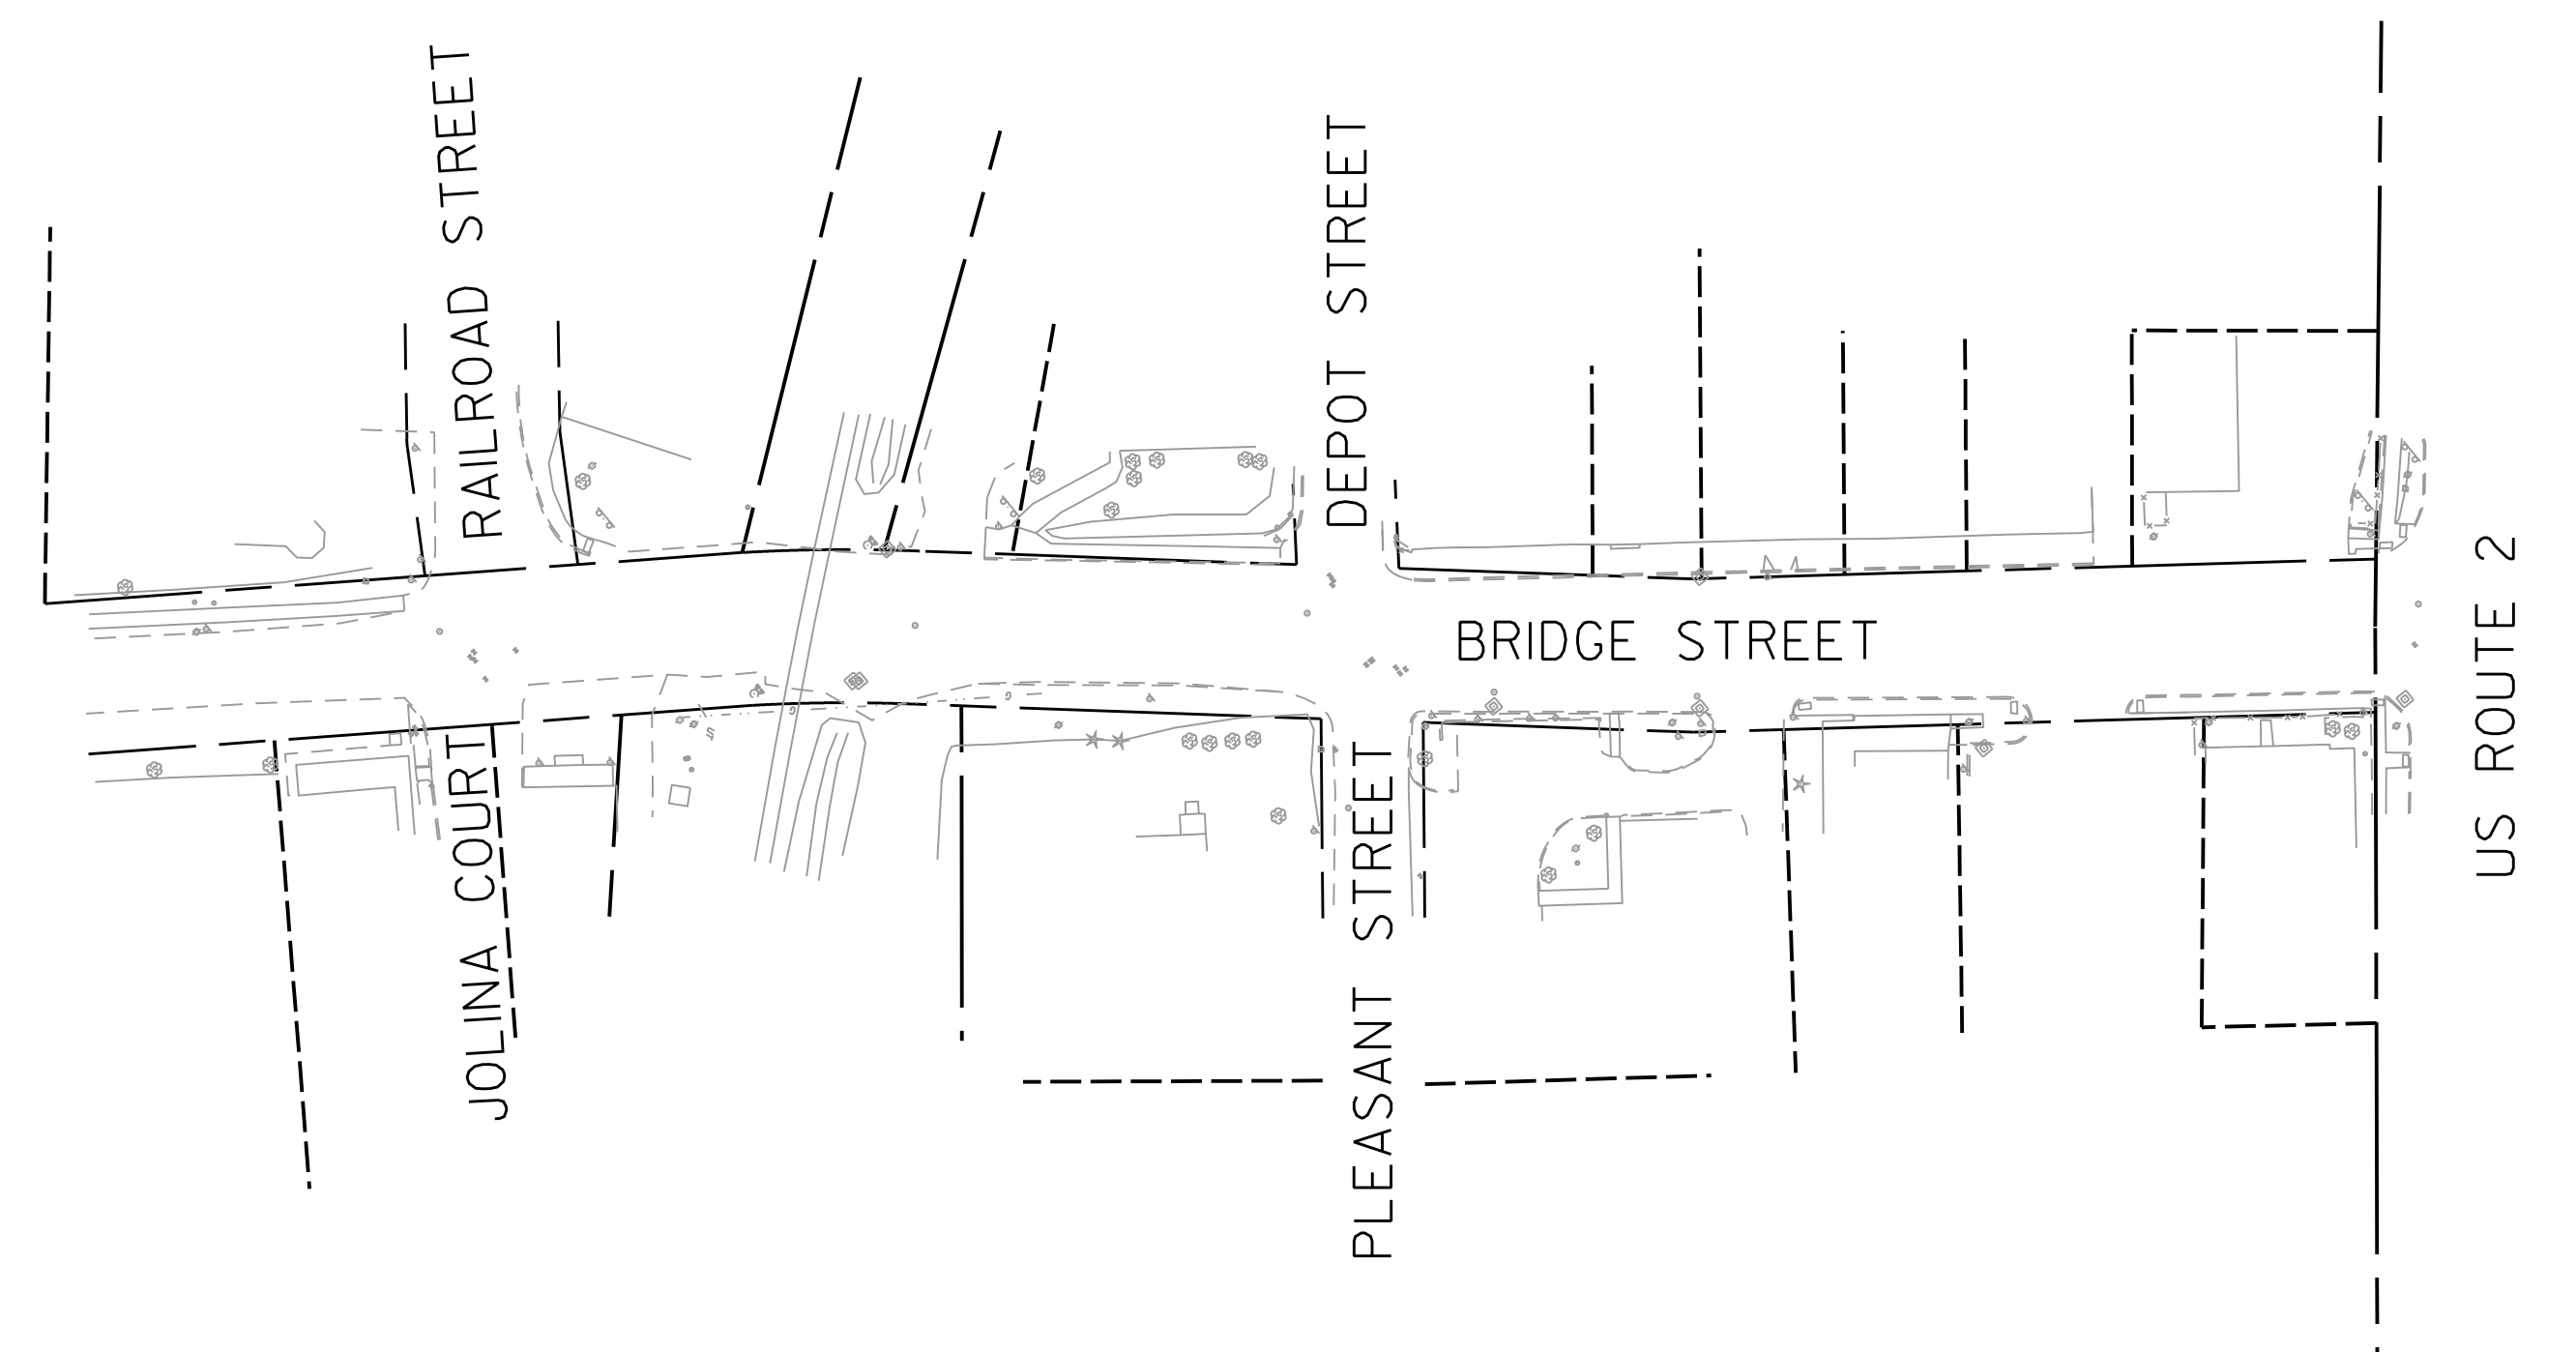 RAILROAD STREET
DEPOT STREET
BRIDGE STREET
US ROUTE 2
JOLINA COURT
PLEASANT STREET